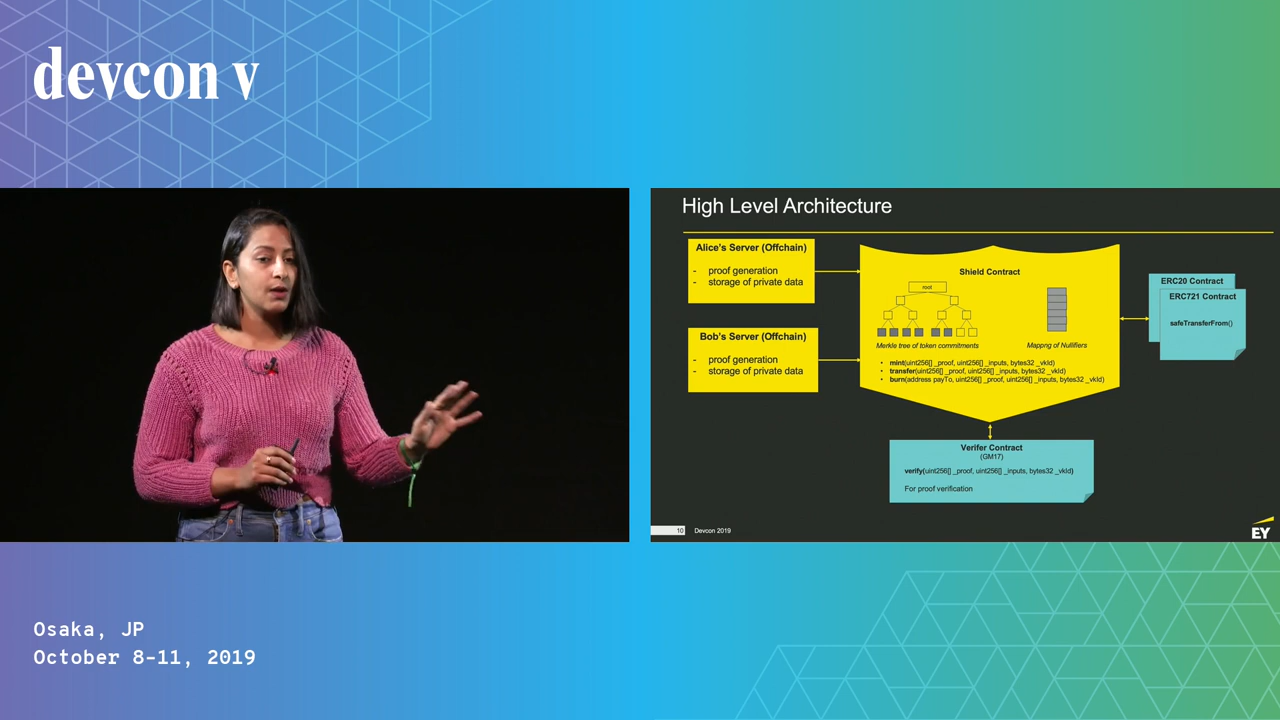 devcon v
High Level Architecture
Alice's Server (Offchain)
- proof generation
- storage of private data
Bob's Server (Offchain)
- proof generation
- storage of private data
Shield Contract
root
Merkle tree of token commitments
Mappng of Nullifiers
• mint(uint256[] _proof, uint256[] _inputs, bytes32 _vkId)
• transfer(uint256[] _proof, uint256[] _inputs, bytes32 _vkId)
• burn(address payTo, uint256[] _proof, uint256[] _inputs, bytes32 _vkId)
ERC20 Contract
ERC721 Contract
safeTransferFrom()
Verifer Contract
(GM17)
verify(uint256[] _proof, uint256[] _inputs, bytes32 _vkId)
For proof verification
10 Devcon 2019
EY
Osaka, JP
October 8-11, 2019